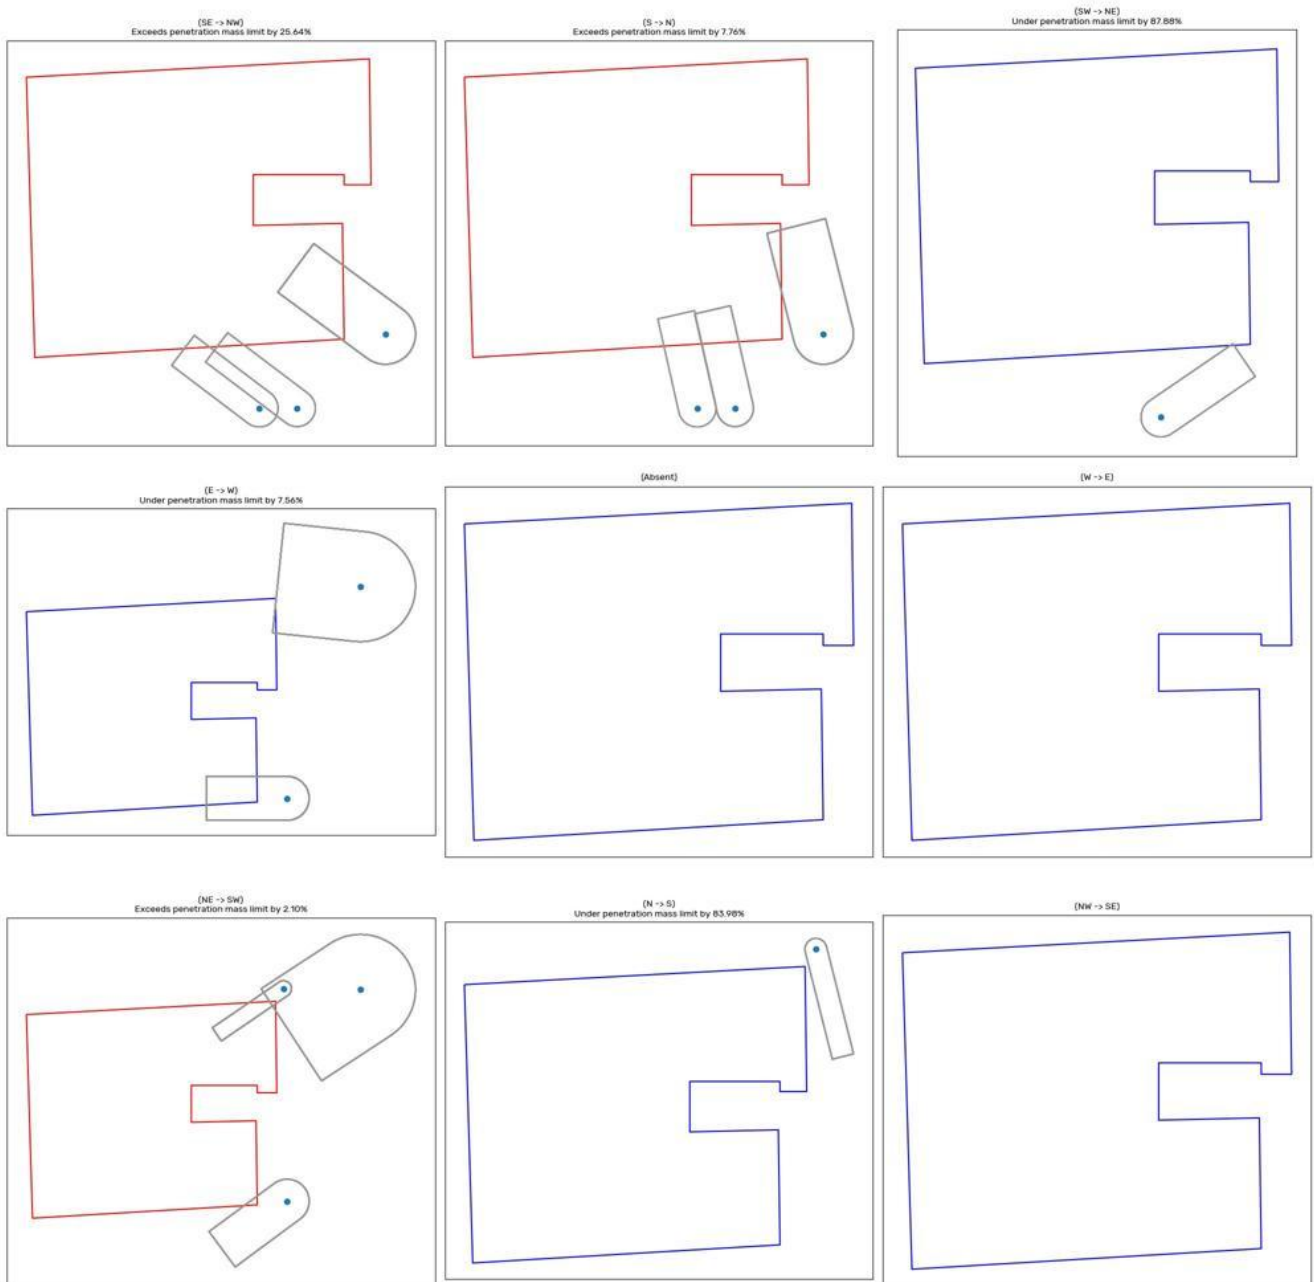 (SE -> NW)
Exceeds penetration mass limit by 25.64%
(S -> N)
Exceeds penetration mass limit by 7.76%
(SW -> NE)
Under penetration mass limit by 87.88%
(E -> W)
Under penetration mass limit by 7.56%
(Absent)
(W -> E)
(NE -> SW)
Exceeds penetration mass limit by 2.10%
(N -> S)
Under penetration mass limit by 83.98%
(NW -> SE)